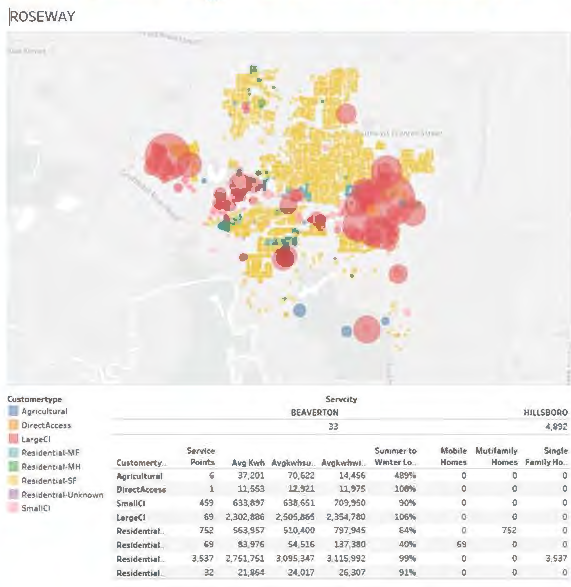 ROSEWAY
Customertype
Agricultural
DirectAccess
LargeCI
Residential-MF
Residential-MH
Residential-SF
Residential-Unknown
SmallCI
Servcity
BEAVERTON HILLSBORO
33 4,892
Customerty.. Service Points Avg Kwh Avgkwhsu.. Avgkwhwi.. Summer to Winter Lo.. Mobile Homes Mutifamily Homes Single Family Ho..
Agricultural 6 37,201 70,622 14,456 489% 0 0 0
DirectAccess 1 11,553 12,921 11,975 108% 0 0 0
SmallCI 459 633,897 638,651 709,990 90% 0 0 0
LargeCI 69 2,302,886 2,505,865 2,354,780 106% 0 0 0
Residential.. 752 563,957 510,409 797,945 64% 0 752 0
Residential.. 69 83,976 54,516 137,380 40% 69 0 0
Residential.. 3,537 2,751,751 3,095,347 3,115,992 99% 0 0 3,537
Residential.. 32 21,864 24,017 26,307 91% 0 0 0